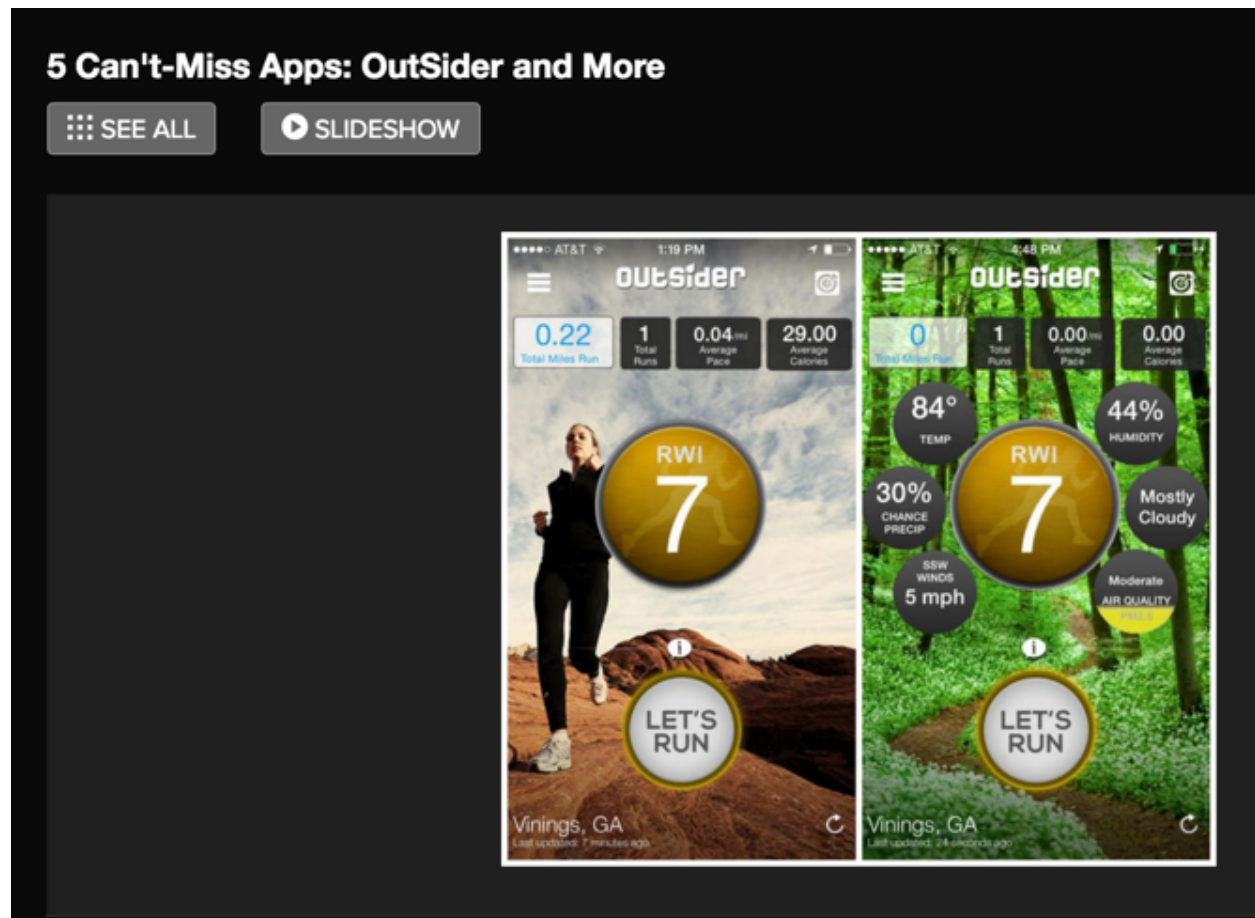 5 Can't-Miss Apps: OutSider and More
SEE ALL
SLIDESHOW
AT&T
1:19 PM
outsider
0.22
Total Miles Run
1
Total
Runs
0.04/mi
Average
Pace
29.00
Average
Calories
RWI
7
i
LET'S
RUN
Vinings, GA
Last updated: 7 minutes ago
AT&T
4:48 PM
outsider
0
Total Miles Run
1
Total
Runs
0.00/mi
Average
Pace
0.00
Average
Calories
84°
TEMP
44%
HUMIDITY
RWI
7
30%
CHANCE
PRECIP
Mostly
Cloudy
SSW
WINDS
5 mph
Moderate
AIR QUALITY
PM2.5
i
LET'S
RUN
Vinings, GA
Last updated: 24 seconds ago